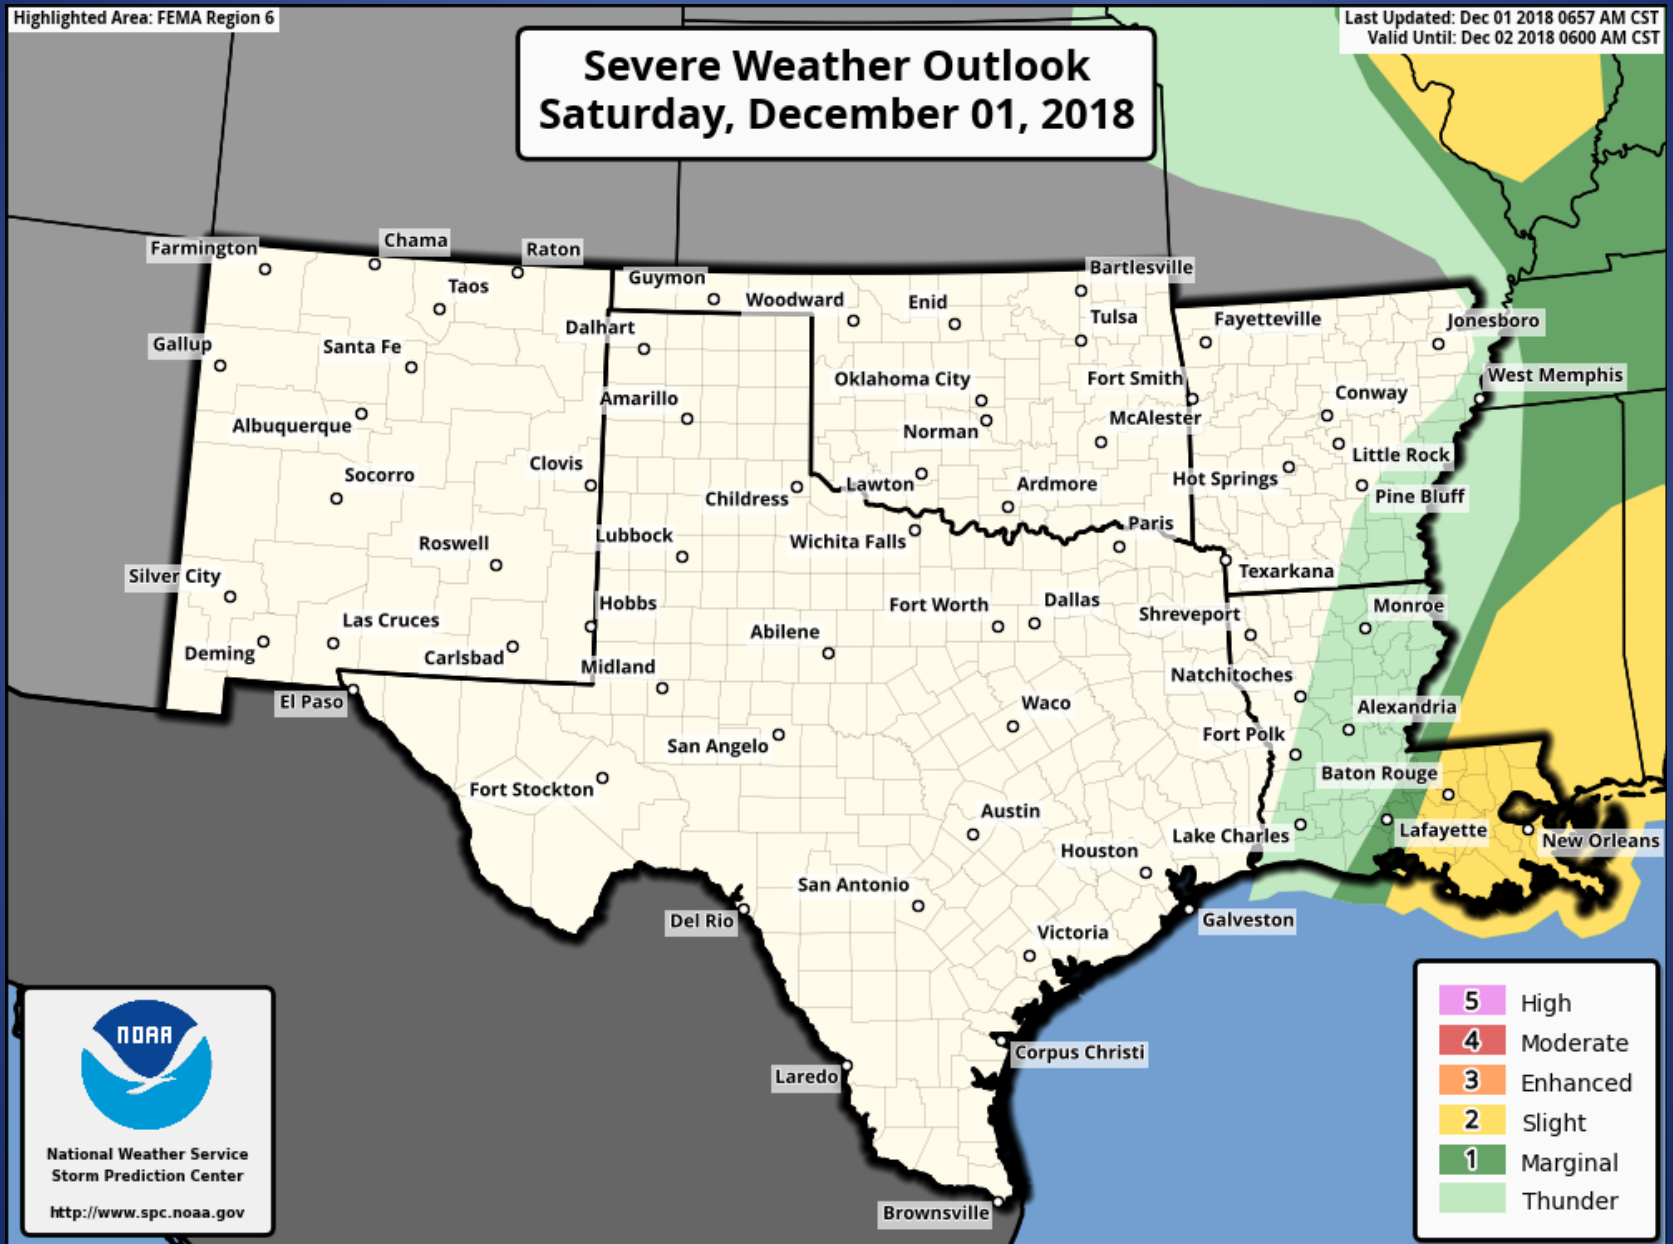 Highlighted Area: FEMA Region 6
Last Updated: Dec 01 2018 0657 AM CST
Valid Until: Dec 02 2018 0600 AM CST
Severe Weather Outlook
Saturday, December 01, 2018
Farmington
Chama
Raton
Taos
Guymon
Woodward
Enid
Bartlesville
Tulsa
Fayetteville
Jonesboro
Gallup
Santa Fe
Dalhart
Oklahoma City
Fort Smith
West Memphis
Conway
Albuquerque
Amarillo
Norman
McAlester
Little Rock
Socorro
Clovis
Childress
Lawton
Ardmore
Hot Springs
Pine Bluff
Roswell
Lubbock
Wichita Falls
Paris
Texarkana
Silver City
Hobbs
Fort Worth
Dallas
Shreveport
Monroe
Las Cruces
Deming
Carlsbad
Midland
Abilene
Natchitoches
El Paso
Waco
Alexandria
San Angelo
Fort Polk
Fort Stockton
Baton Rouge
Austin
Lake Charles
Lafayette
New Orleans
Houston
San Antonio
Del Rio
Galveston
Victoria
Corpus Christi
Laredo
Brownsville
NOAA
National Weather Service
Storm Prediction Center
http://www.spc.noaa.gov
5 High
4 Moderate
3 Enhanced
2 Slight
1 Marginal
Thunder